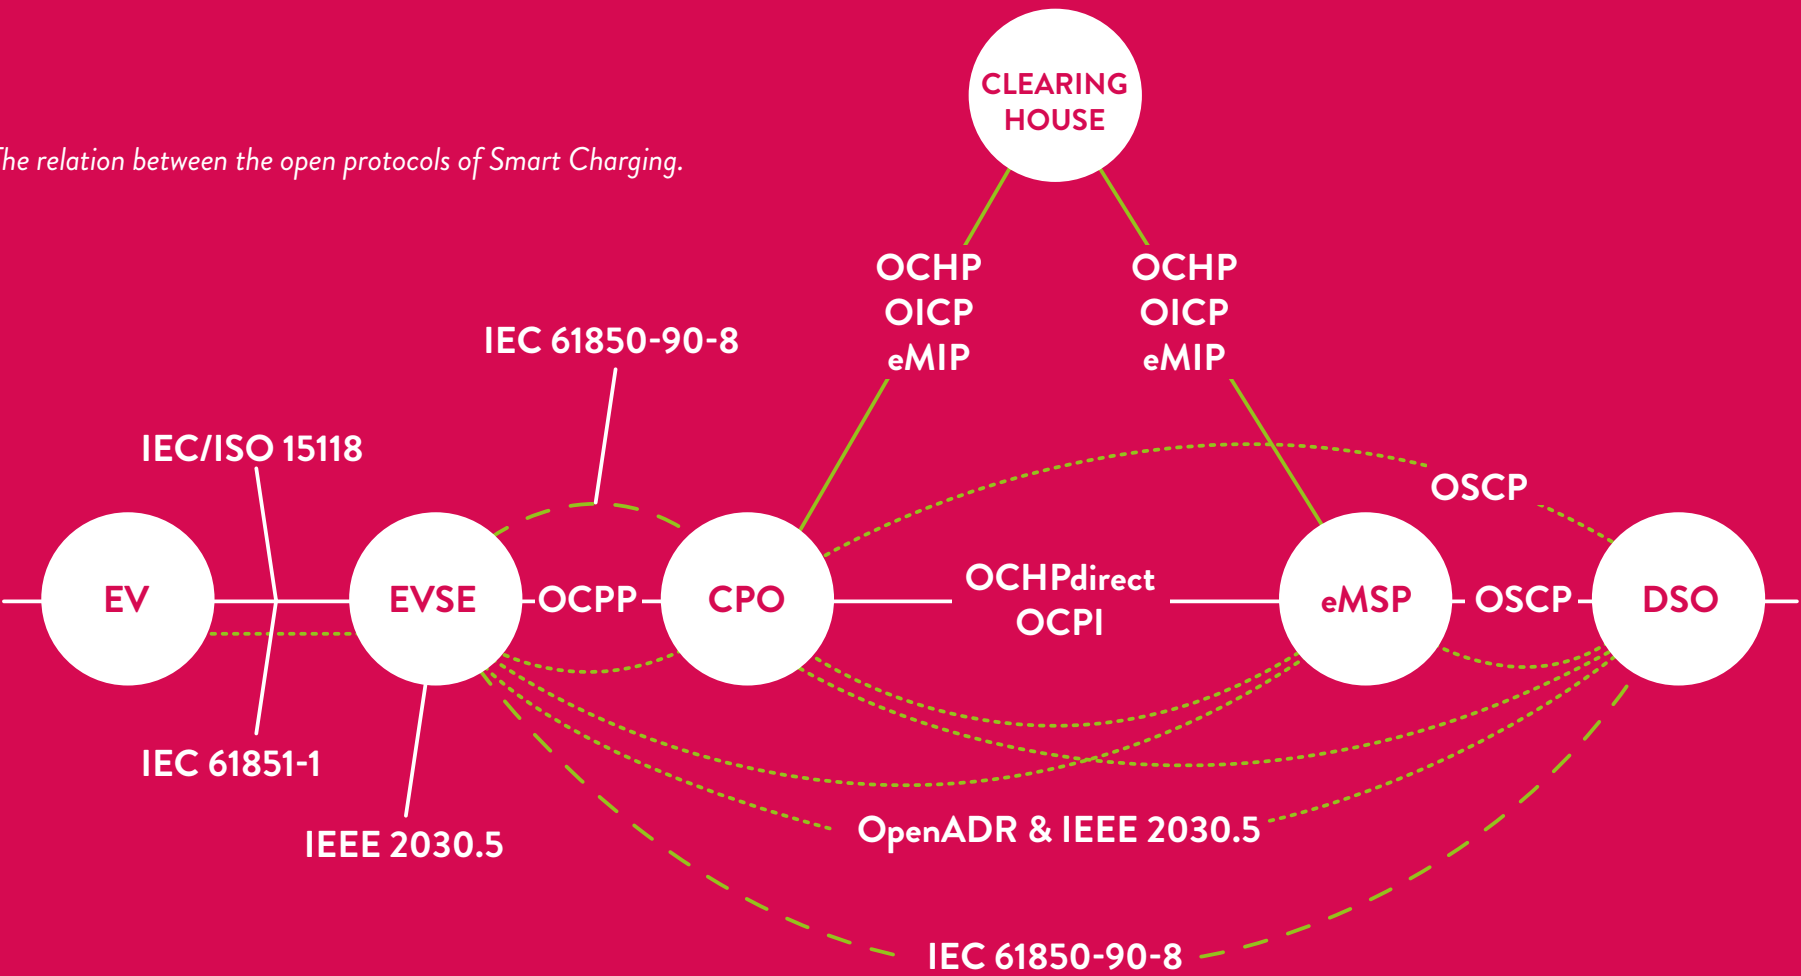 CLEARING
HOUSE
The relation between the open protocols of Smart Charging.
OCHP
OICP
eMIP
OCHP
OICP
eMIP
IEC 61850-90-8
IEC/ISO 15118
OSCP
EV
EVSE
OCPP
CPO
OCHPdirect
OCPI
eMSP
OSCP
DSO
IEC 61851-1
IEEE 2030.5
OpenADR & IEEE 2030.5
IEC 61850-90-8